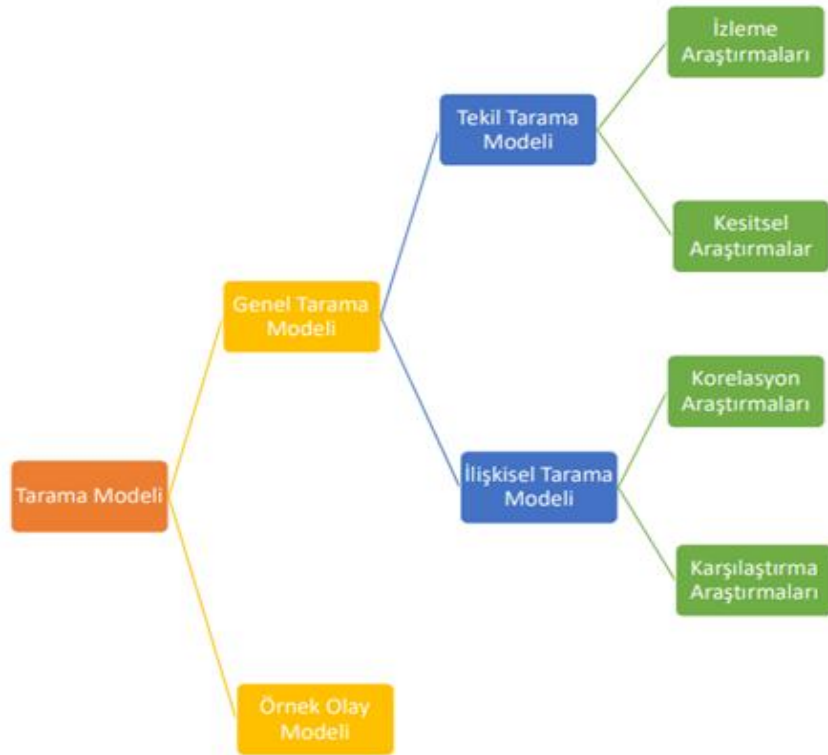 İzleme
Araştırmaları
Tekil Tarama
Modeli
Kesitsel
Araştırmalar
Genel Tarama
Modeli
Korelasyon
Araştırmaları
Tarama Modeli
İlişkisel Tarama
Modeli
Karşılaştırma
Araştırmaları
Örnek Olay
Modeli